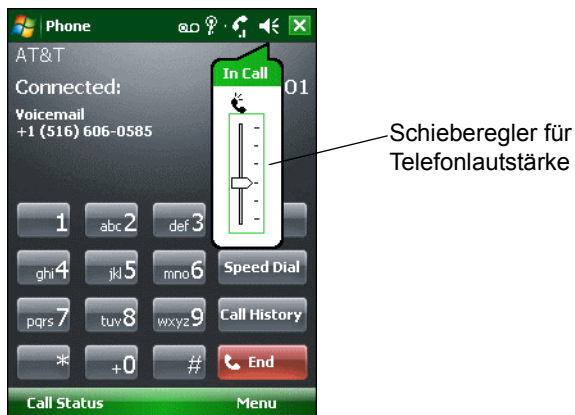 Phone
AT&T
In Call
Connected:
01
Voicemail
+1 (516) 606-0585
Schieberegler für
Telefonlautstärke
1
abc 2
def 3
ghi 4
jkl 5
mno 6
Speed Dial
pqrs 7
tuv 8
wxyz 9
Call History
*
+0
#
End
Call Status
Menu